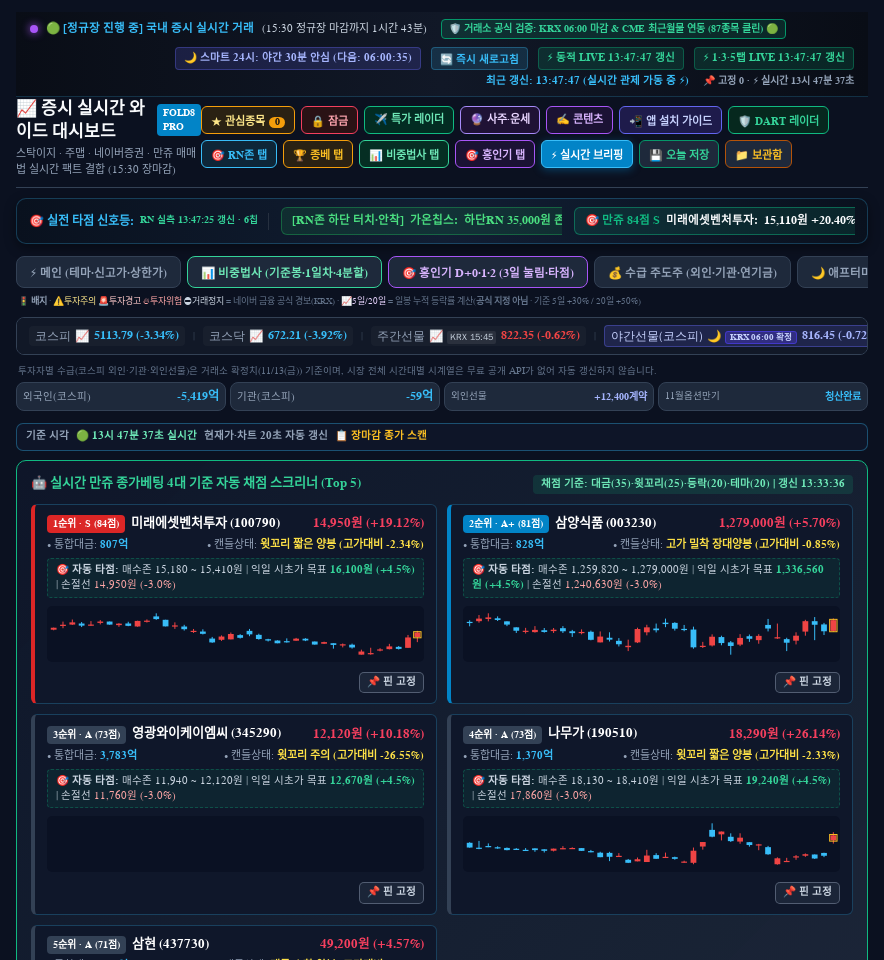 🟢 [정규장 진행 중] 국내 증시 실시간 거래 (15:30 정규장 마감까지 1시간 43분) 🛡️ 거래소 공식 검증: KRX 06:00 마감 & CME 최근월물 연동 (87종목 클린) 🟢
🌙 스마트 24시: 야간 30분 안심 (다음: 06:00:35) 🔄 즉시 새로고침 ⚡ 동적 LIVE 13:47:47 갱신 ⚡ 1·3·5탭 LIVE 13:47:47 갱신
최근 갱신: 13:47:47 (실시간 관제 가동 중 ⚡) 📌 고정 0 · ⚡ 실시간 13시 47분 37초
📈 증시 실시간 와이드 대시보드
FOLD8 PRO
스탁이지 · 주맵 · 네이버증권 · 만쥬 매매법 실시간 팩트 결합 (15:30 장마감)
★ 관심종목 0 🔒 잠금 ✈️ 특가 레이더 🔮 사주·운세 ✍️ 콘텐츠 📲 앱 설치 가이드 🛡️ DART 레이더
🎯 RN존 탭 🏆 종베 탭 📊 비중법사 탭 🎯 홍인기 탭 ⚡ 실시간 브리핑 💾 오늘 저장 📁 보관함
🎯 실전 타점 신호등: RN 실측 13:47:25 갱신 · 6칩 [RN존 하단 터치·안착] 가온칩스: 하단RN 35,000원 🎯 만쥬 84점 S 미래에셋벤처투자: 15,110원 +20.40%
⚡ 메인 (테마·신고가·상한가) 📊 비중법사 (기준봉·1일차·4분할) 🎯 홍인기 D+0·1·2 (3일 눌림·타점) 💰 수급 주도주 (외인·기관·연기금) 🌙 애프터마
🚦 배지 · ⚠️투자주의 🚨투자경고 ⊘투자위험 ⛔거래정지 = 네이버 금융 공식 경보(KRX) · 📈5일/20일 = 일봉 누적 등락률 계산(공식 지정 아님 · 기준 5일 +30% / 20일 +50%)
코스피 📈 5113.79 (-3.34%) 코스닥 📈 672.21 (-3.92%) 주간선물 📈 KRX 15:45 822.35 (-0.62%) 야간선물(코스피) 🌙 KRX 06:00 확정 816.45 (-0.72
투자자별 수급(코스피 외인·기관·외인선물)은 거래소 확정치(11/13(금)) 기준이며, 시장 전체 시간대별 시계열은 무료 공개 API가 없어 자동 갱신하지 않습니다.
외국인(코스피) -5,419억 기관(코스피) -59억 외인선물 +12,400계약 11월옵션만기 청산완료
기준 시각 🟢 13시 47분 37초 실시간 현재가·차트 20초 자동 갱신 📋 장마감 종가 스캔
🤖 실시간 만쥬 종가베팅 4대 기준 자동 채점 스크리너 (Top 5) 채점 기준: 대금(35)·윗꼬리(25)·등락(20)·테마(20) | 갱신 13:33:36
1순위 · S (84점) 미래에셋벤처투자 (100790) 14,950원 (+19.12%)
• 통합대금: 807억 • 캔들상태: 윗꼬리 짧은 양봉 (고가대비 -2.34%)
🎯 자동 타점: 매수존 15,180 ~ 15,410원 | 익일 시초가 목표 16,100원 (+4.5%)
| 손절선 14,950원 (-3.0%)
📌 핀 고정
2순위 · A+ (81점) 삼양식품 (003230) 1,279,000원 (+5.70%)
• 통합대금: 828억 • 캔들상태: 고가 밀착 장대양봉 (고가대비 -0.85%)
🎯 자동 타점: 매수존 1,259,820 ~ 1,279,000원 | 익일 시초가 목표 1,336,560
원 (+4.5%) | 손절선 1,240,630원 (-3.0%)
📌 핀 고정
3순위 · A (73점) 영광와이케이엠씨 (345290) 12,120원 (+10.18%)
• 통합대금: 3,783억 • 캔들상태: 윗꼬리 주의 (고가대비 -26.55%)
🎯 자동 타점: 매수존 11,940 ~ 12,120원 | 익일 시초가 목표 12,670원 (+4.5%)
| 손절선 11,760원 (-3.0%)
📌 핀 고정
4순위 · A (73점) 나무가 (190510) 18,290원 (+26.14%)
• 통합대금: 1,370억 • 캔들상태: 윗꼬리 짧은 양봉 (고가대비 -2.33%)
🎯 자동 타점: 매수존 18,130 ~ 18,410원 | 익일 시초가 목표 19,240원 (+4.5%)
| 손절선 17,860원 (-3.0%)
📌 핀 고정
5순위 · A (71점) 삼현 (437730) 49,200원 (+4.57%)